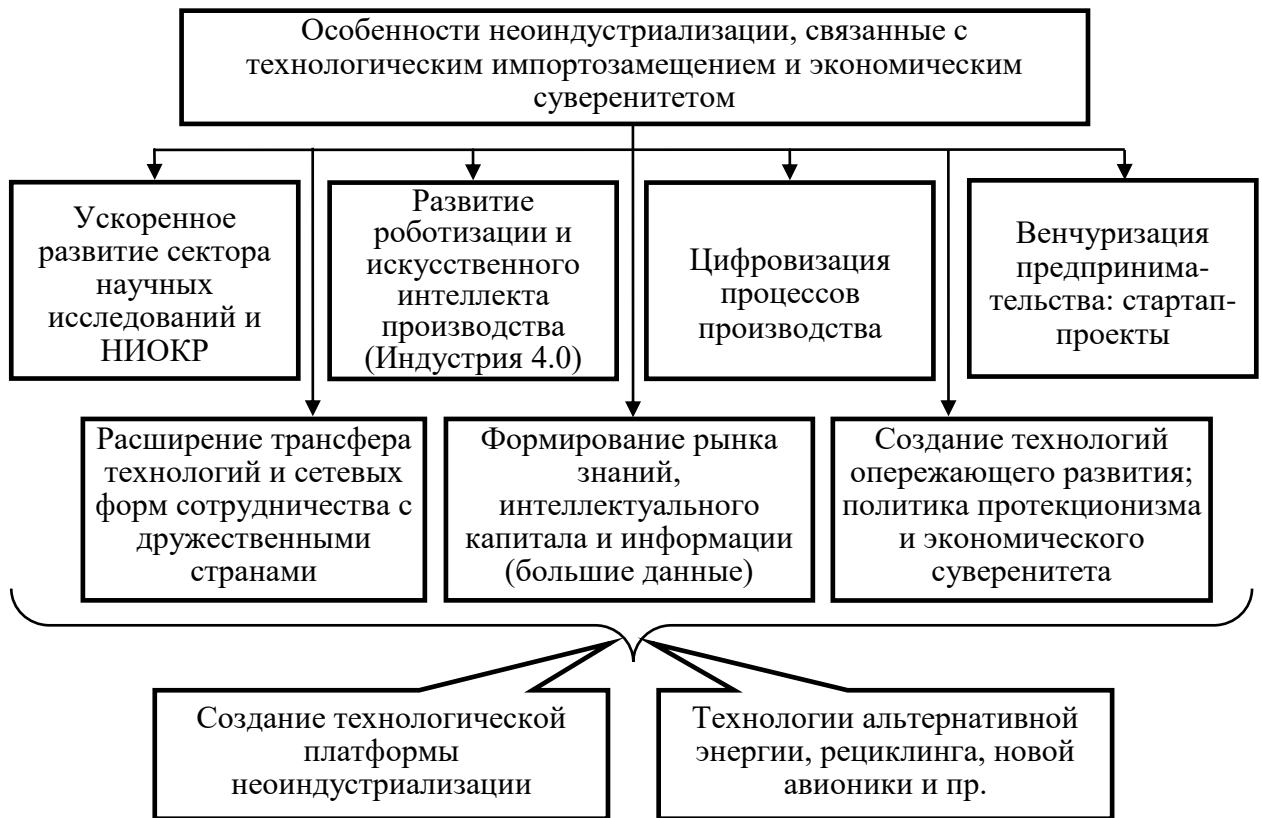 Особенности неоиндустриализации, связанные с
технологическим импортозамещением и экономическим
суверенитетом
Ускоренное
развитие сектора
научных
исследований и
НИОКР
Развитие
роботизации и
искусственного
интеллекта
производства
(Индустрия 4.0)
Цифровизация
процессов
производства
Венчуризация
предпринима-
тельства: стартап-
проекты
Расширение трансфера
технологий и сетевых
форм сотрудничества с
дружественными
странами
Формирование рынка
знаний,
интеллектуального
капитала и информации
(большие данные)
Создание технологий
опережающего развития;
политика протекционизма
и экономического
суверенитета
Создание технологической
платформы
неоиндустриализации
Технологии альтернативной
энергии, рециклинга, новой
авионики и пр.